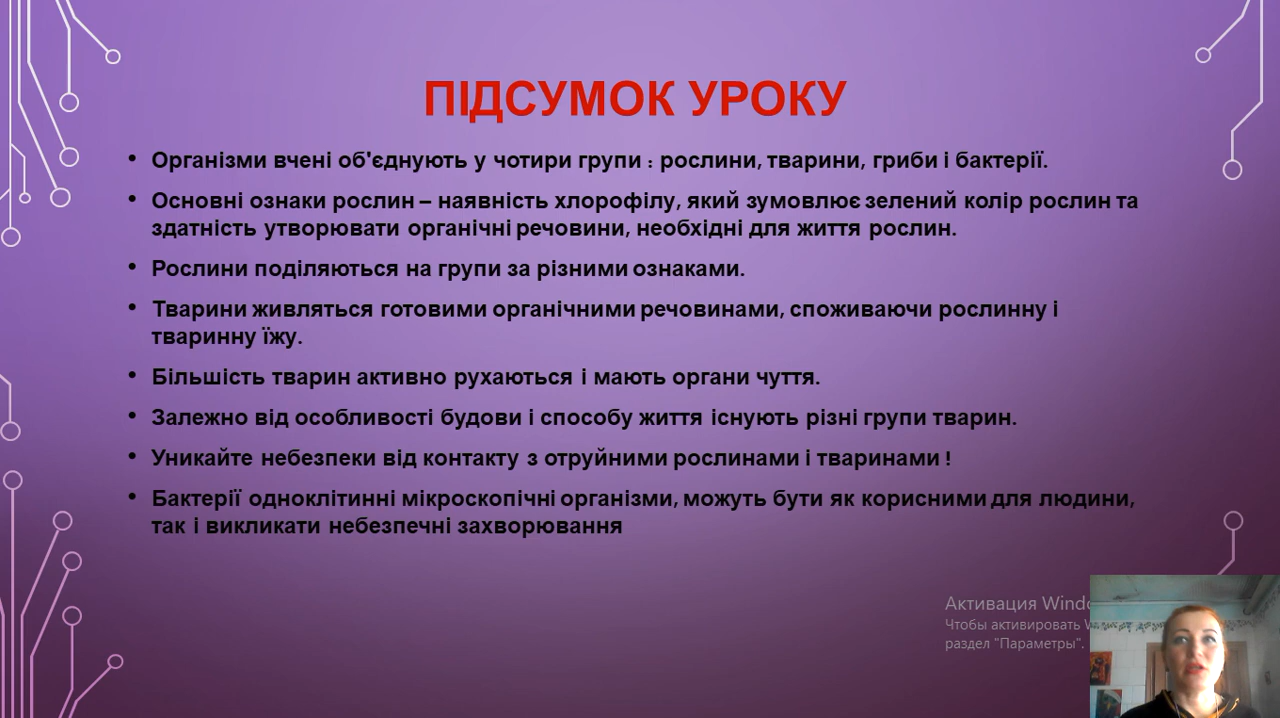 ПІДСУМОК УРОКУ
• Організми вчені об'єднують у чотири групи : рослини, тварини, гриби і бактерії.
• Основні ознаки рослин – наявність хлорофілу, який зумовлює зелений колір рослин та
здатність утворювати органічні речовини, необхідні для життя рослин.
• Рослини поділяються на групи за різними ознаками.
• Тварини живляться готовими органічними речовинами, споживаючи рослинну і
тваринну їжу.
• Більшість тварин активно рухаються і мають органи чуття.
• Залежно від особливості будови і способу життя існують різні групи тварин.
• Уникайте небезпеки від контакту з отруйними рослинами і тваринами !
• Бактерії одноклітинні мікроскопічні організми, можуть бути як корисними для людини,
так і викликати небезпечні захворювання
Активация
Чтобы активировать
раздел "Параметры".